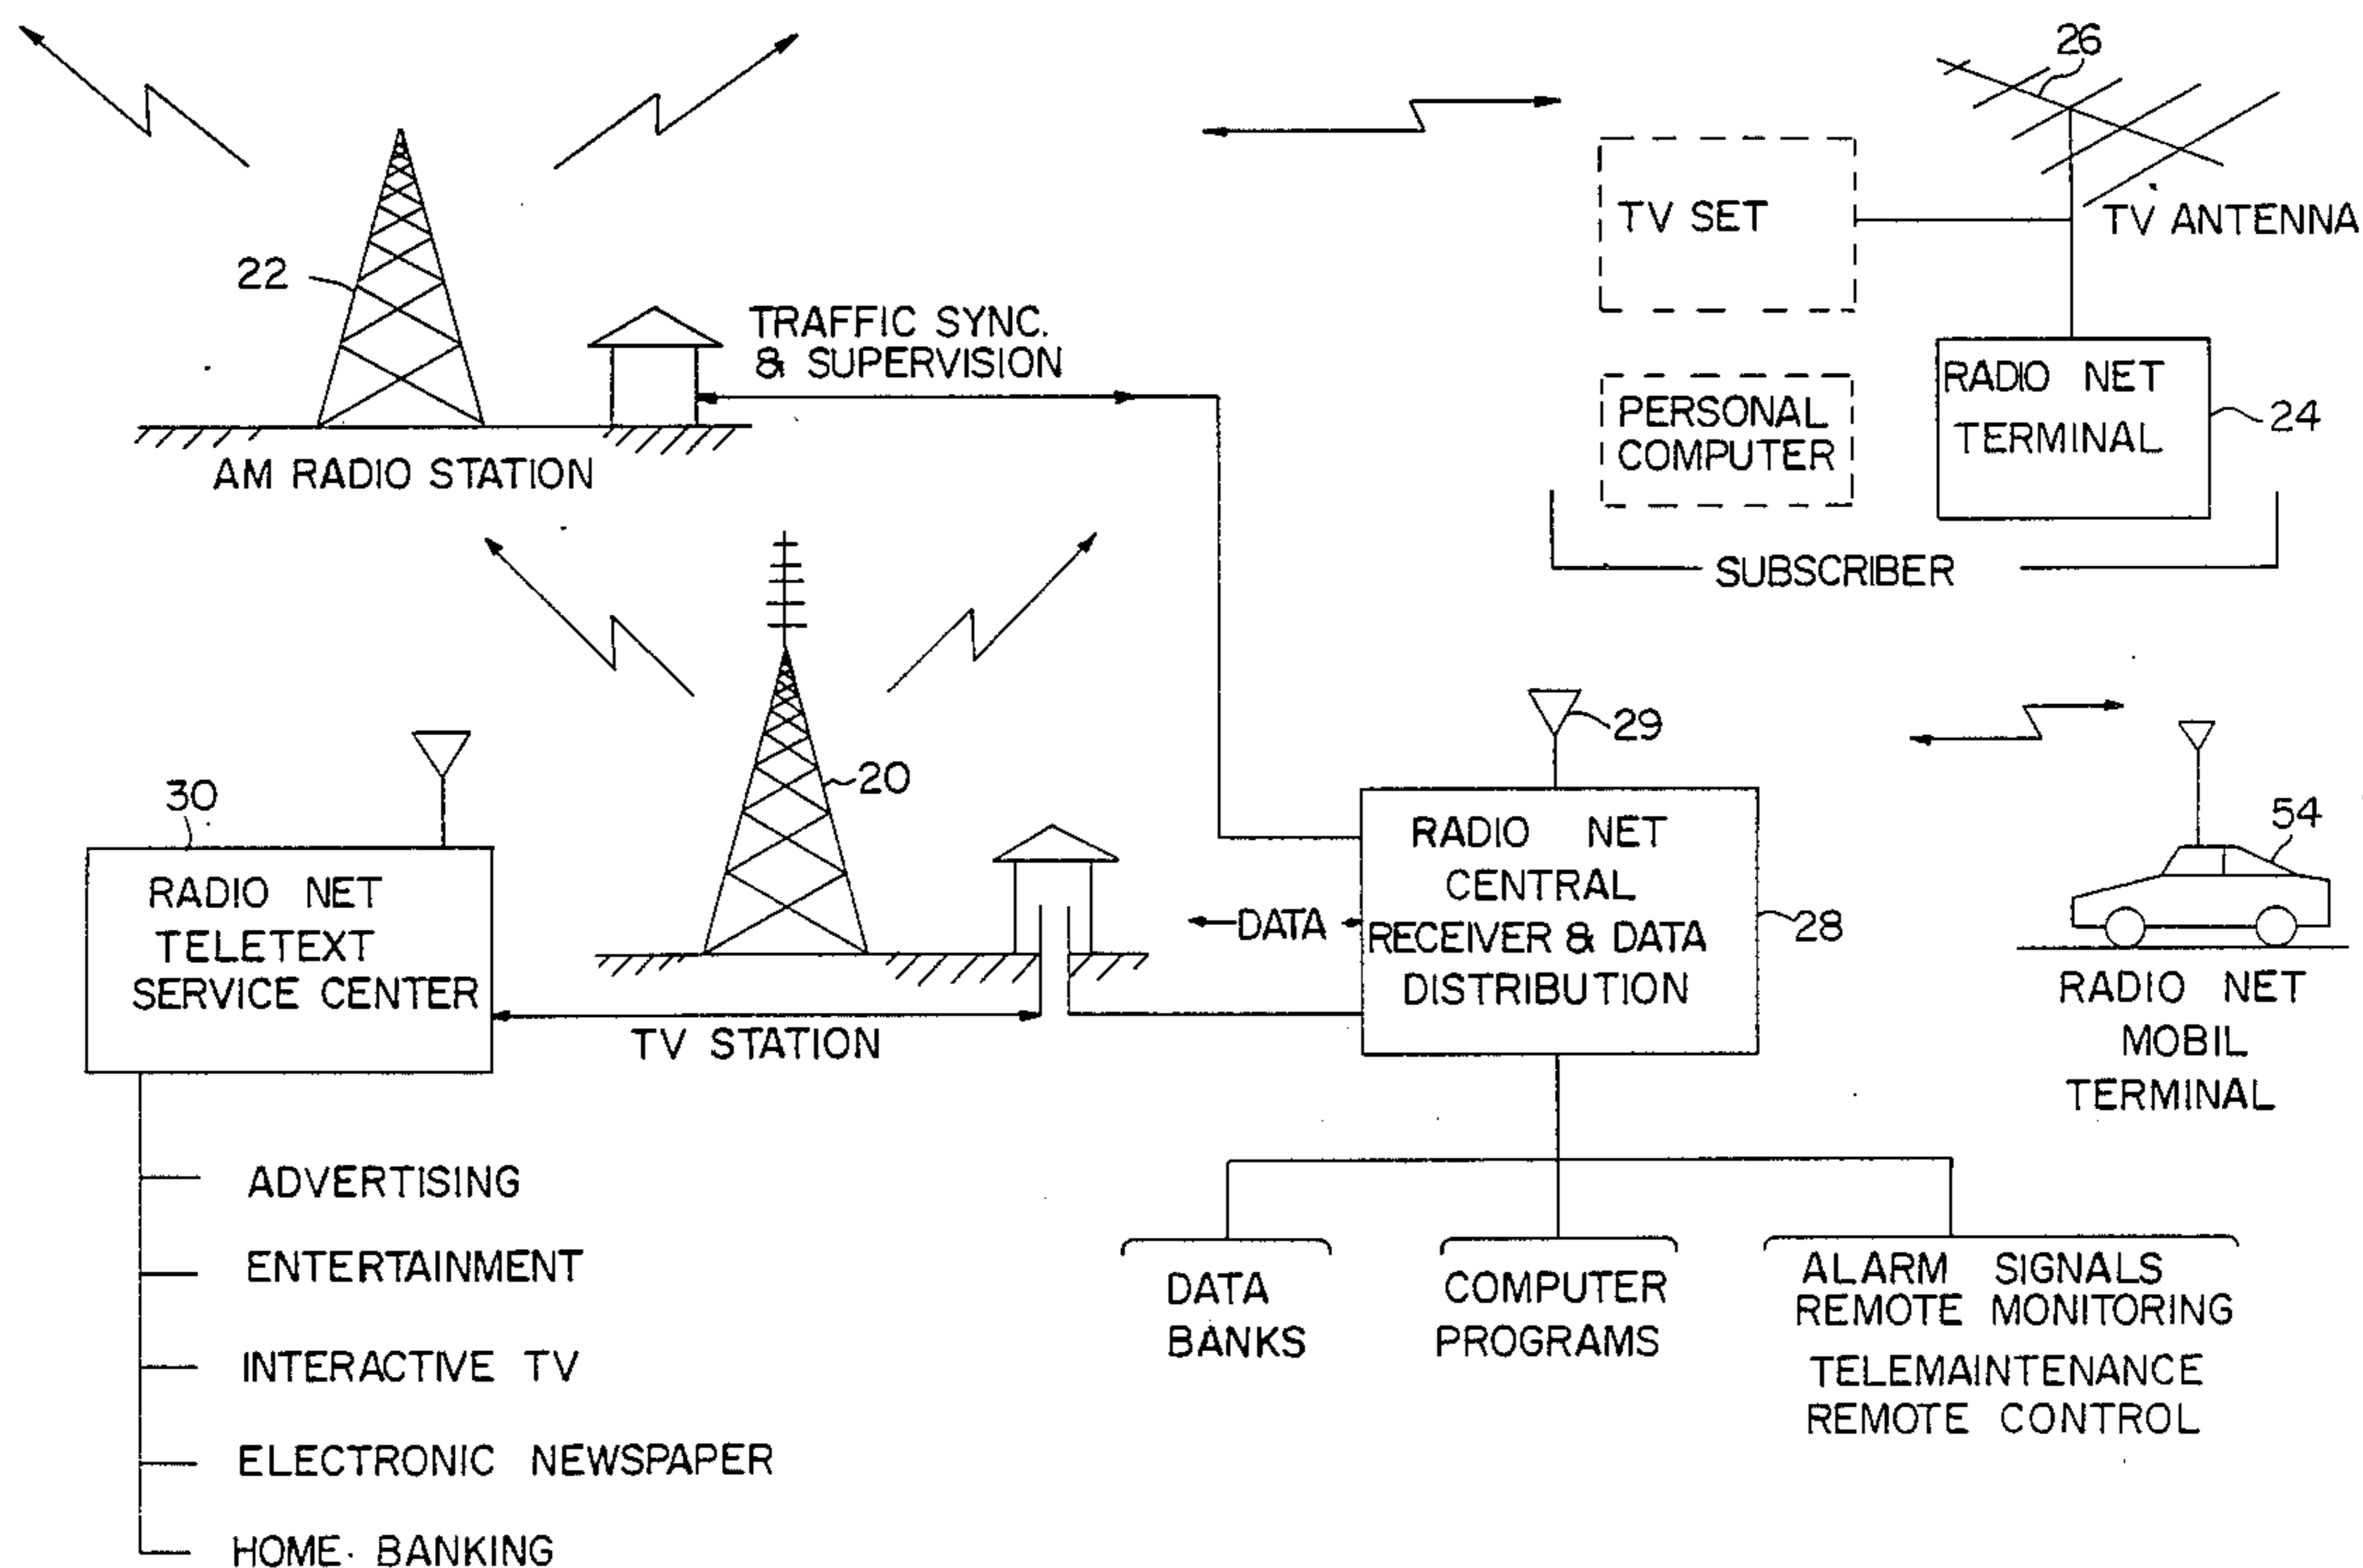 26
TV SET
TV ANTENNA
22
TRAFFIC SYNC.
& SUPERVISION
RADIO NET
TERMINAL
24
PERSONAL
COMPUTER
AM RADIO STATION
SUBSCRIBER
29
20
30
54
RADIO NET
TELETEXT
SERVICE CENTER
RADIO NET
CENTRAL
RECEIVER & DATA
DISTRIBUTION
DATA
28
RADIO NET
MOBIL
TERMINAL
TV STATION
ADVERTISING
ENTERTAINMENT
INTERACTIVE TV
ELECTRONIC NEWSPAPER
HOME BANKING
DATA
BANKS
COMPUTER
PROGRAMS
ALARM SIGNALS
REMOTE MONITORING
TELEMAINTENANCE
REMOTE CONTROL